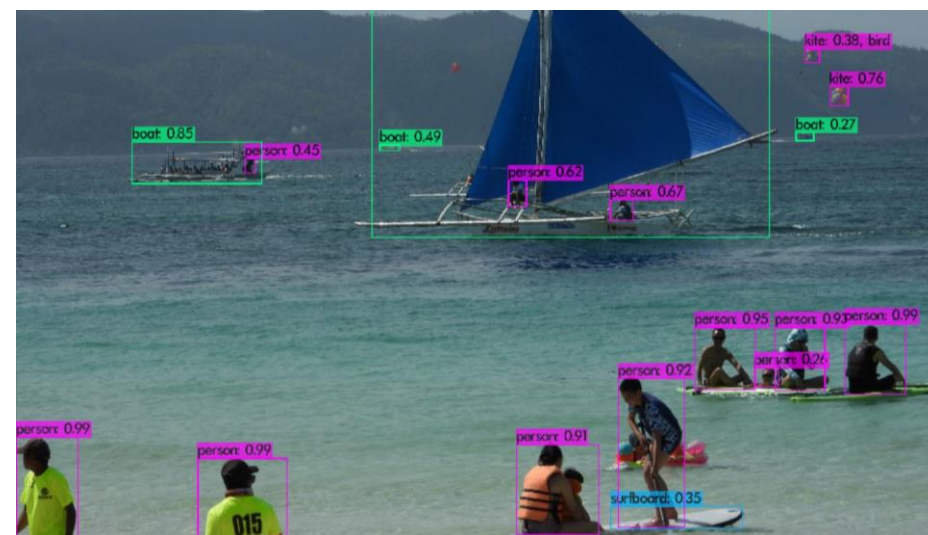 kite: 0.38, bird
kite: 0.76
boat: 0.85
boat: 0.49
boat: 0.27
person: 0.45
person: 0.62
person: 0.67
person: 0.95
person: 0.93
person: 0.99
person: 0.26
person: 0.92
person: 0.99
person: 0.91
person: 0.99
surfboard: 0.35
015